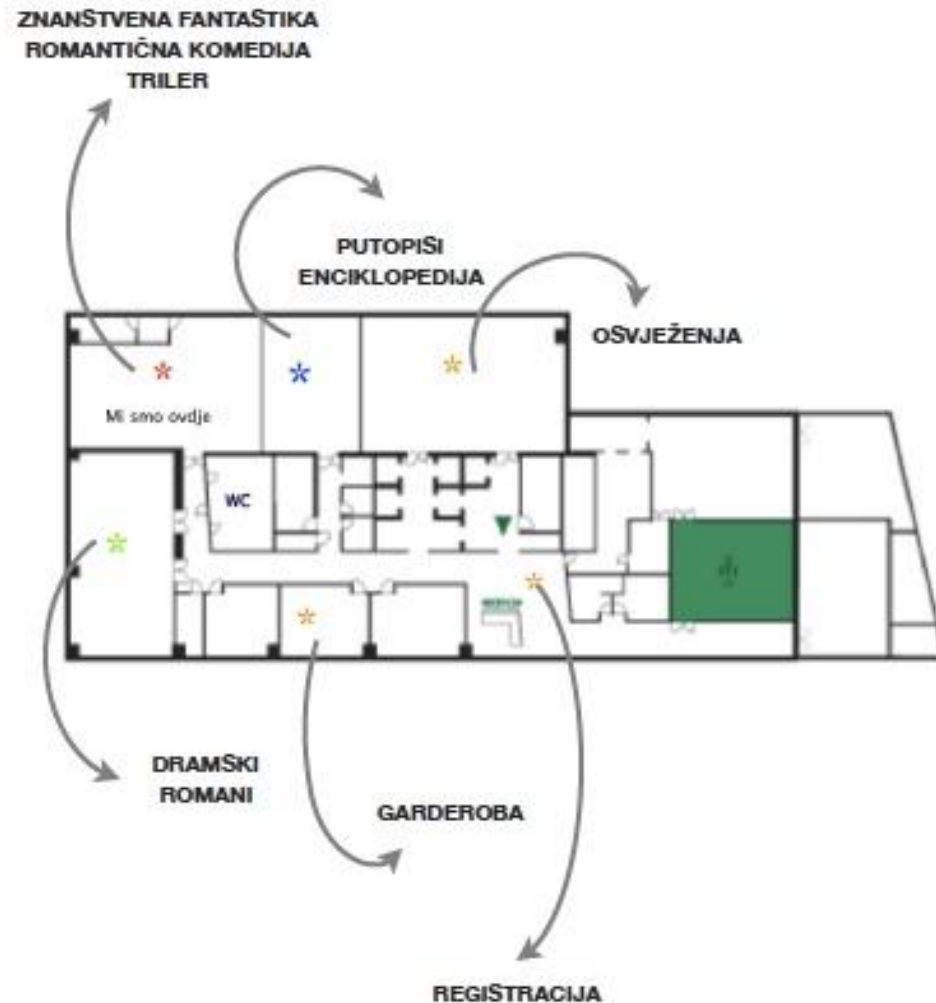 ZNANSTVENA FANTASTIKA
ROMANTIČNA KOMEDIJA
TRILER
PUTOPISI
ENCIKLOPEDIJA
OSVJEŽENJA
Mi smo ovdje
WC
DRAMSKI
ROMANI
GARDEROBA
REGISTRACIJA